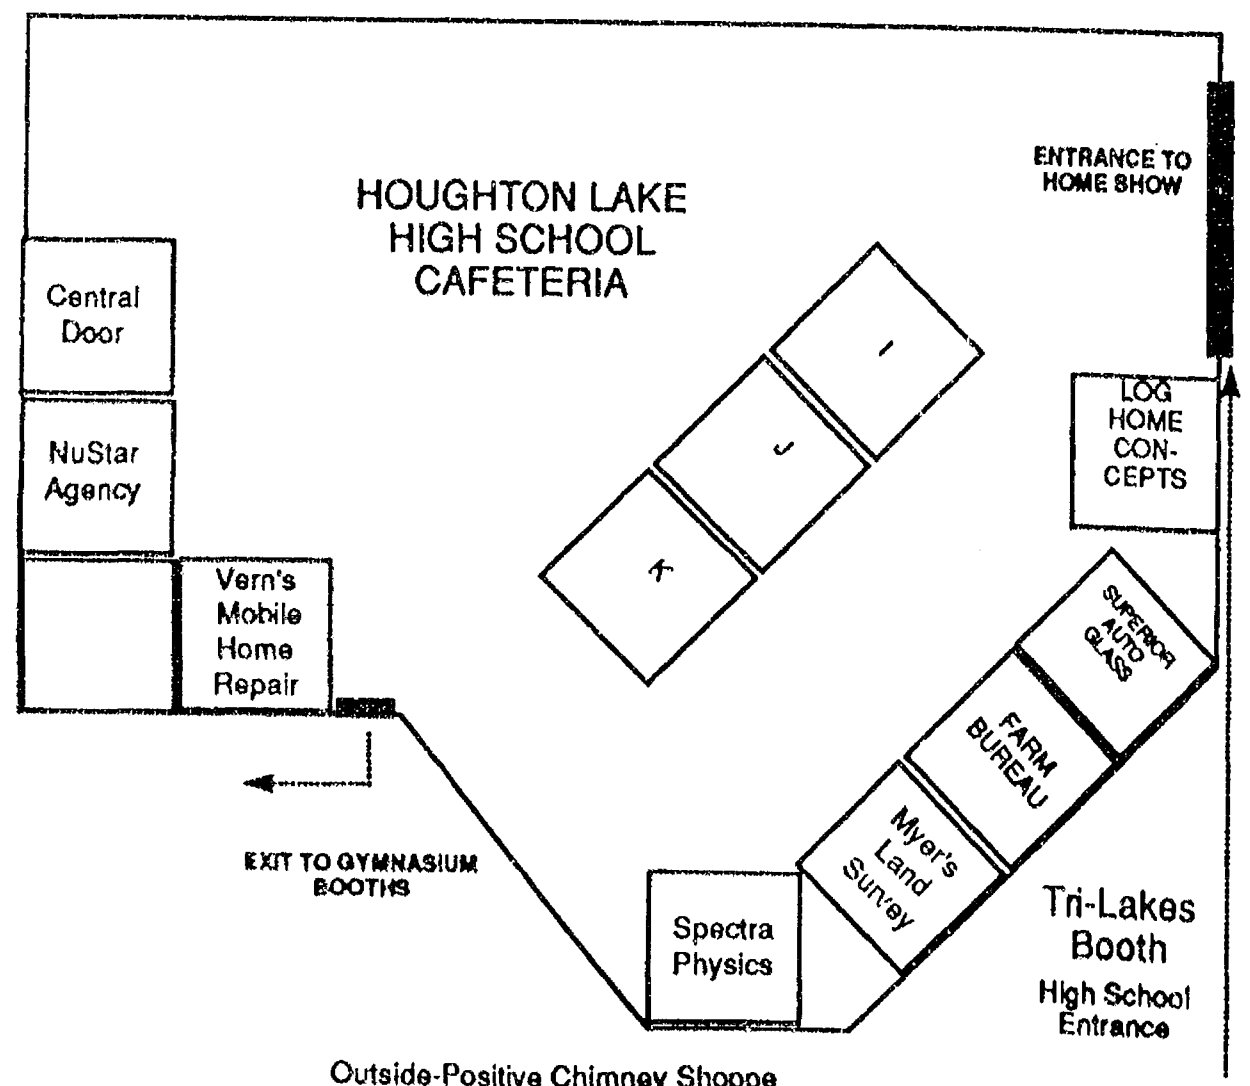 ENTRANCE TO
HOME SHOW
HOUGHTON LAKE
HIGH SCHOOL
CAFETERIA
Central
Door
I
J
K
LOG
HOME
CON-
CEPTS
NuStar
Agency
Vern's
Mobile
Home
Repair
SUPERIOR
AUTO
GLASS
FARM
BUREAU
Myer's
Land
Survey
EXIT TO GYMNASIUM
BOOTHS
Spectra
Physics
Tri-Lakes
Booth
High School
Entrance
Outside-Positive Chimney Shoppe